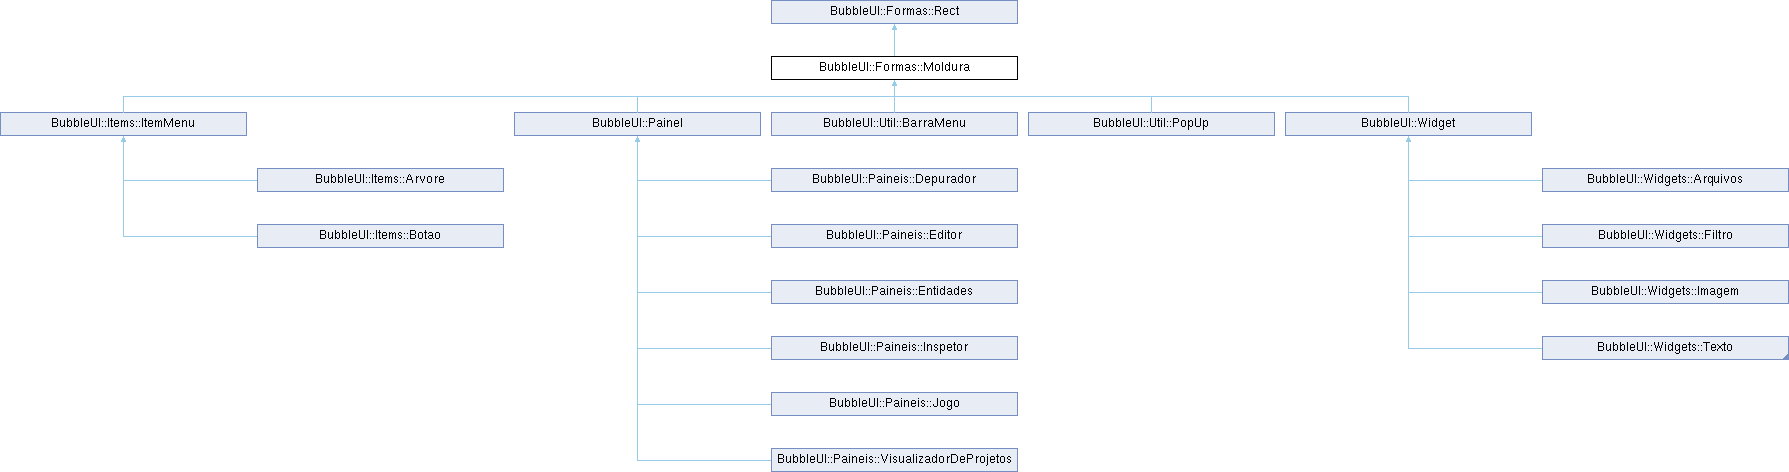 BubbleUI::Formas::Rect
BubbleUI::Formas::Moldura
BubbleUI::Items::ItemMenu
BubbleUI::Painel
BubbleUI::Util::BarraMenu
BubbleUI::Util::PopUp
BubbleUI::Widget
BubbleUI::Items::Arvore
BubbleUI::Paineis::Depurador
BubbleUI::Widgets::Arquivos
BubbleUI::Items::Botao
BubbleUI::Paineis::Editor
BubbleUI::Widgets::Filtro
BubbleUI::Paineis::Entidades
BubbleUI::Widgets::Imagem
BubbleUI::Paineis::Inspetor
BubbleUI::Widgets::Texto
BubbleUI::Paineis::Jogo
BubbleUI::Paineis::VisualizadorDeProjetos